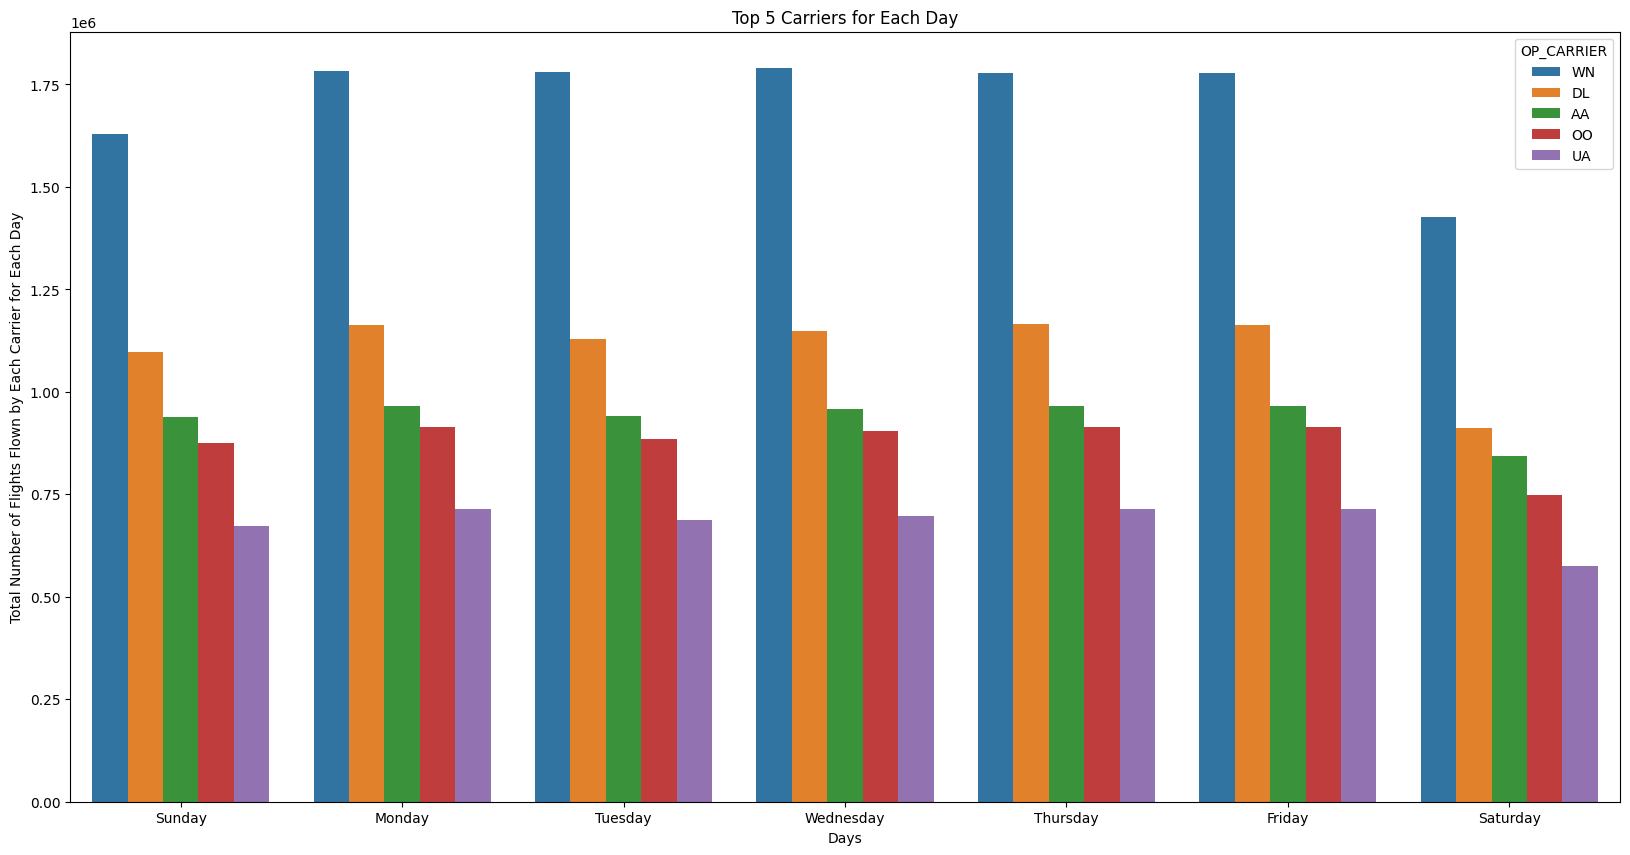 Top 5 Carriers for Each Day
1e6
OP_CARRIER
WN
DL
AA
OO
UA
1.75
1.50
1.25
1.00
0.75
0.50
0.25
0.00
Total Number of Flights Flown by Each Carrier for Each Day
Sunday Monday Tuesday Wednesday Thursday Friday Saturday
Days